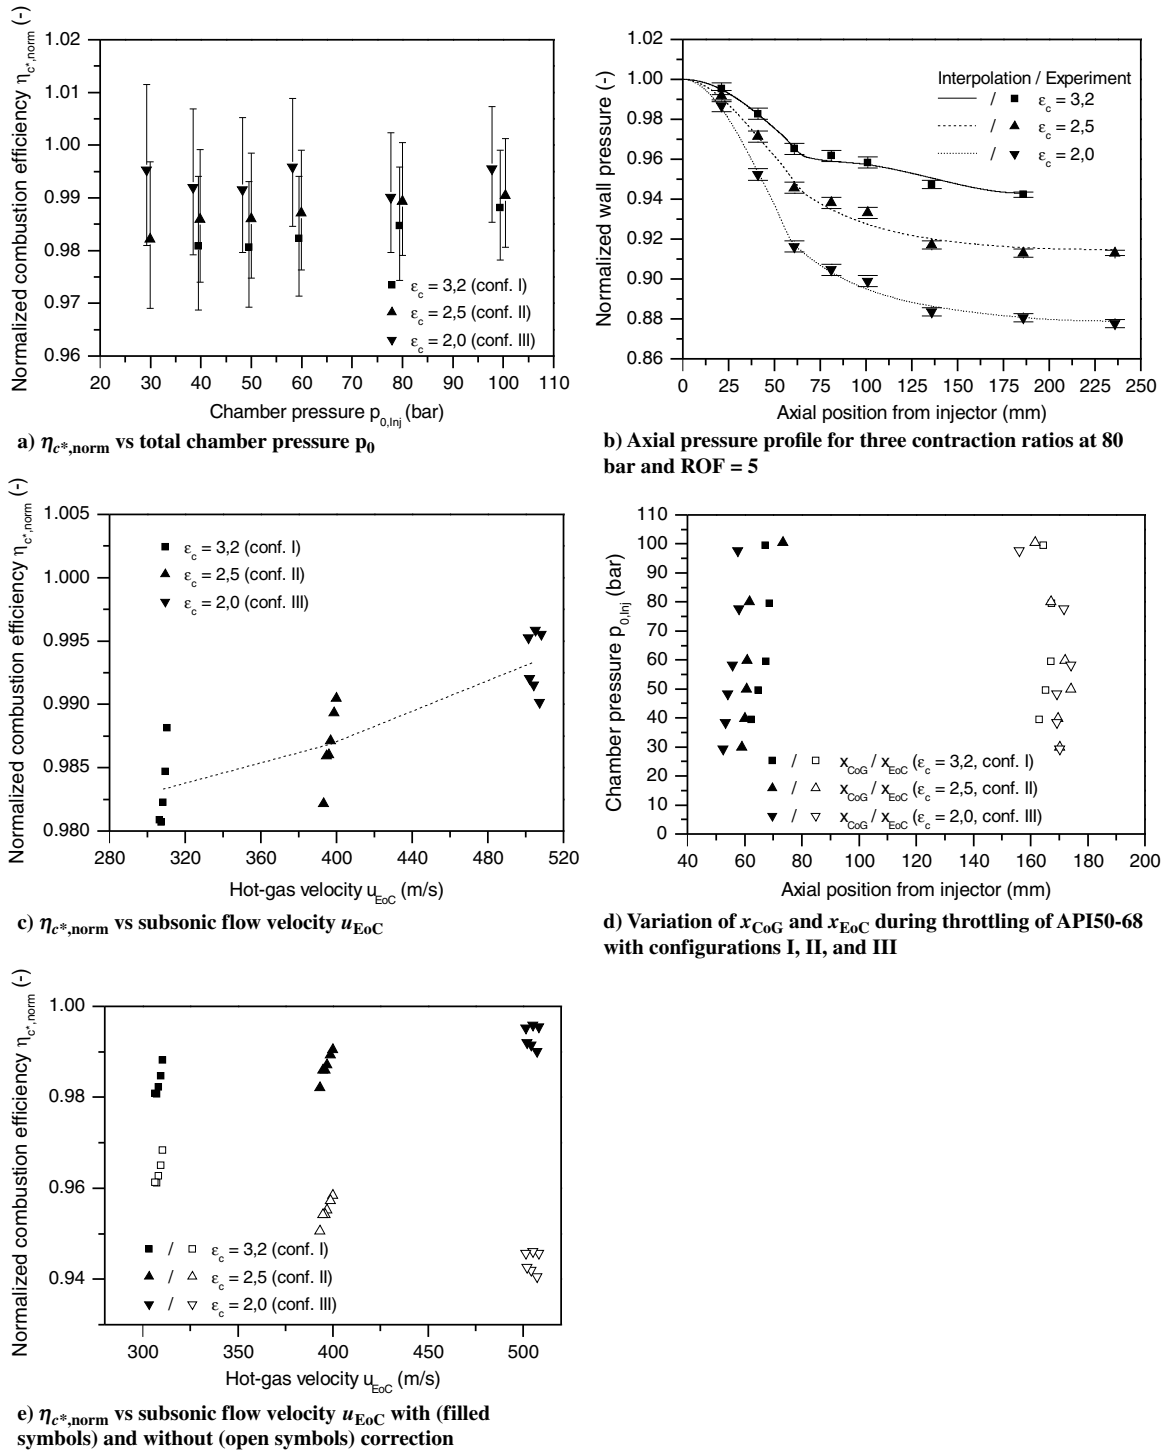 Normalized combustion efficiency η_c*,norm (-)
1.02
1.01
1.00
0.99
0.98
0.97
0.96
ε_c = 3,2 (conf. I)
ε_c = 2,5 (conf. II)
ε_c = 2,0 (conf. III)
20 30 40 50 60 70 80 90 100 110
Chamber pressure p_0,Inj (bar)
a) η_c*,norm vs total chamber pressure p_0
Normalized wall pressure (-)
1.02
1.00
0.98
0.96
0.94
0.92
0.90
0.88
0.86
Interpolation / Experiment
/ ε_c = 3,2
/ ε_c = 2,5
/ ε_c = 2,0
0 25 50 75 100 125 150 175 200 225 250
Axial position from injector (mm)
b) Axial pressure profile for three contraction ratios at 80
bar and ROF = 5
Normalized combustion efficiency η_c*,norm (-)
1.005
1.000
0.995
0.990
0.985
0.980
ε_c = 3,2 (conf. I)
ε_c = 2,5 (conf. II)
ε_c = 2,0 (conf. III)
280 320 360 400 440 480 520
Hot-gas velocity u_EoC (m/s)
c) η_c*,norm vs subsonic flow velocity u_EoC
Chamber pressure p_0,Inj (bar)
110
100
90
80
70
60
50
40
30
20
10
0
/ x_CoG / x_EoC (ε_c = 3,2, conf. I)
/ x_CoG / x_EoC (ε_c = 2,5, conf. II)
/ x_CoG / x_EoC (ε_c = 2,0, conf. III)
40 60 80 100 120 140 160 180 200
Axial position from injector (mm)
d) Variation of x_CoG and x_EoC during throttling of API50-68
with configurations I, II, and III
Normalized combustion efficiency η_c*,norm (-)
1.00
0.98
0.96
0.94
/ ε_c = 3,2 (conf. I)
/ ε_c = 2,5 (conf. II)
/ ε_c = 2,0 (conf. III)
300 350 400 450 500
Hot-gas velocity u_EoC (m/s)
e) η_c*,norm vs subsonic flow velocity u_EoC with (filled
symbols) and without (open symbols) correction